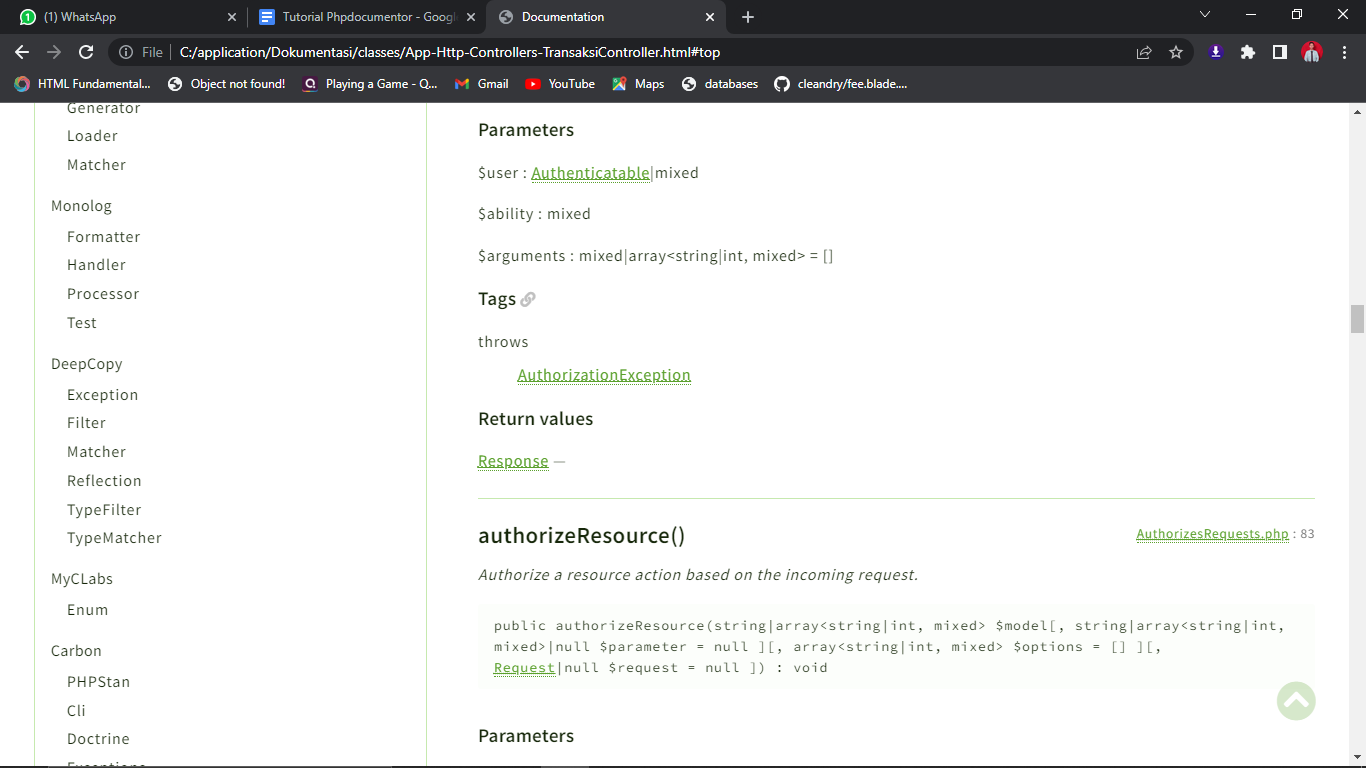 (1) WhatsApp
Tutorial Phpdocumentor - Google
Documentation
File
C:/application/Dokumentasi/classes/App-Http-Controllers-TransaksiController.html#top
HTML Fundamental...
Object not found!
Playing a Game - Q...
Gmail
YouTube
Maps
databases
cleandry/fee.blade....
Generator
Loader
Matcher
Monolog
Formatter
Handler
Processor
Test
DeepCopy
Exception
Filter
Matcher
Reflection
TypeFilter
TypeMatcher
MyCLabs
Enum
Carbon
PHPStan
Cli
Doctrine
Exceptions
Parameters
$user : Authenticatable|mixed
$ability : mixed
$arguments : mixed|array<string|int, mixed> = []
Tags
throws
AuthorizationException
Return values
Response —
authorizeResource()
AuthorizesRequests.php : 83
Authorize a resource action based on the incoming request.
public authorizeResource(string|array<string|int, mixed> $model[, string|array<string|int,
mixed>|null $parameter = null ][, array<string|int, mixed> $options = [] ][,
Request|null $request = null ]) : void
Parameters